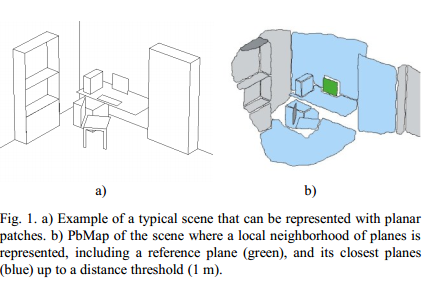 a) b)
Fig. 1. a) Example of a typical scene that can be represented with planar
patches. b) PbMap of the scene where a local neighborhood of planes is
represented, including a reference plane (green), and its closest planes
(blue) up to a distance threshold (1 m).